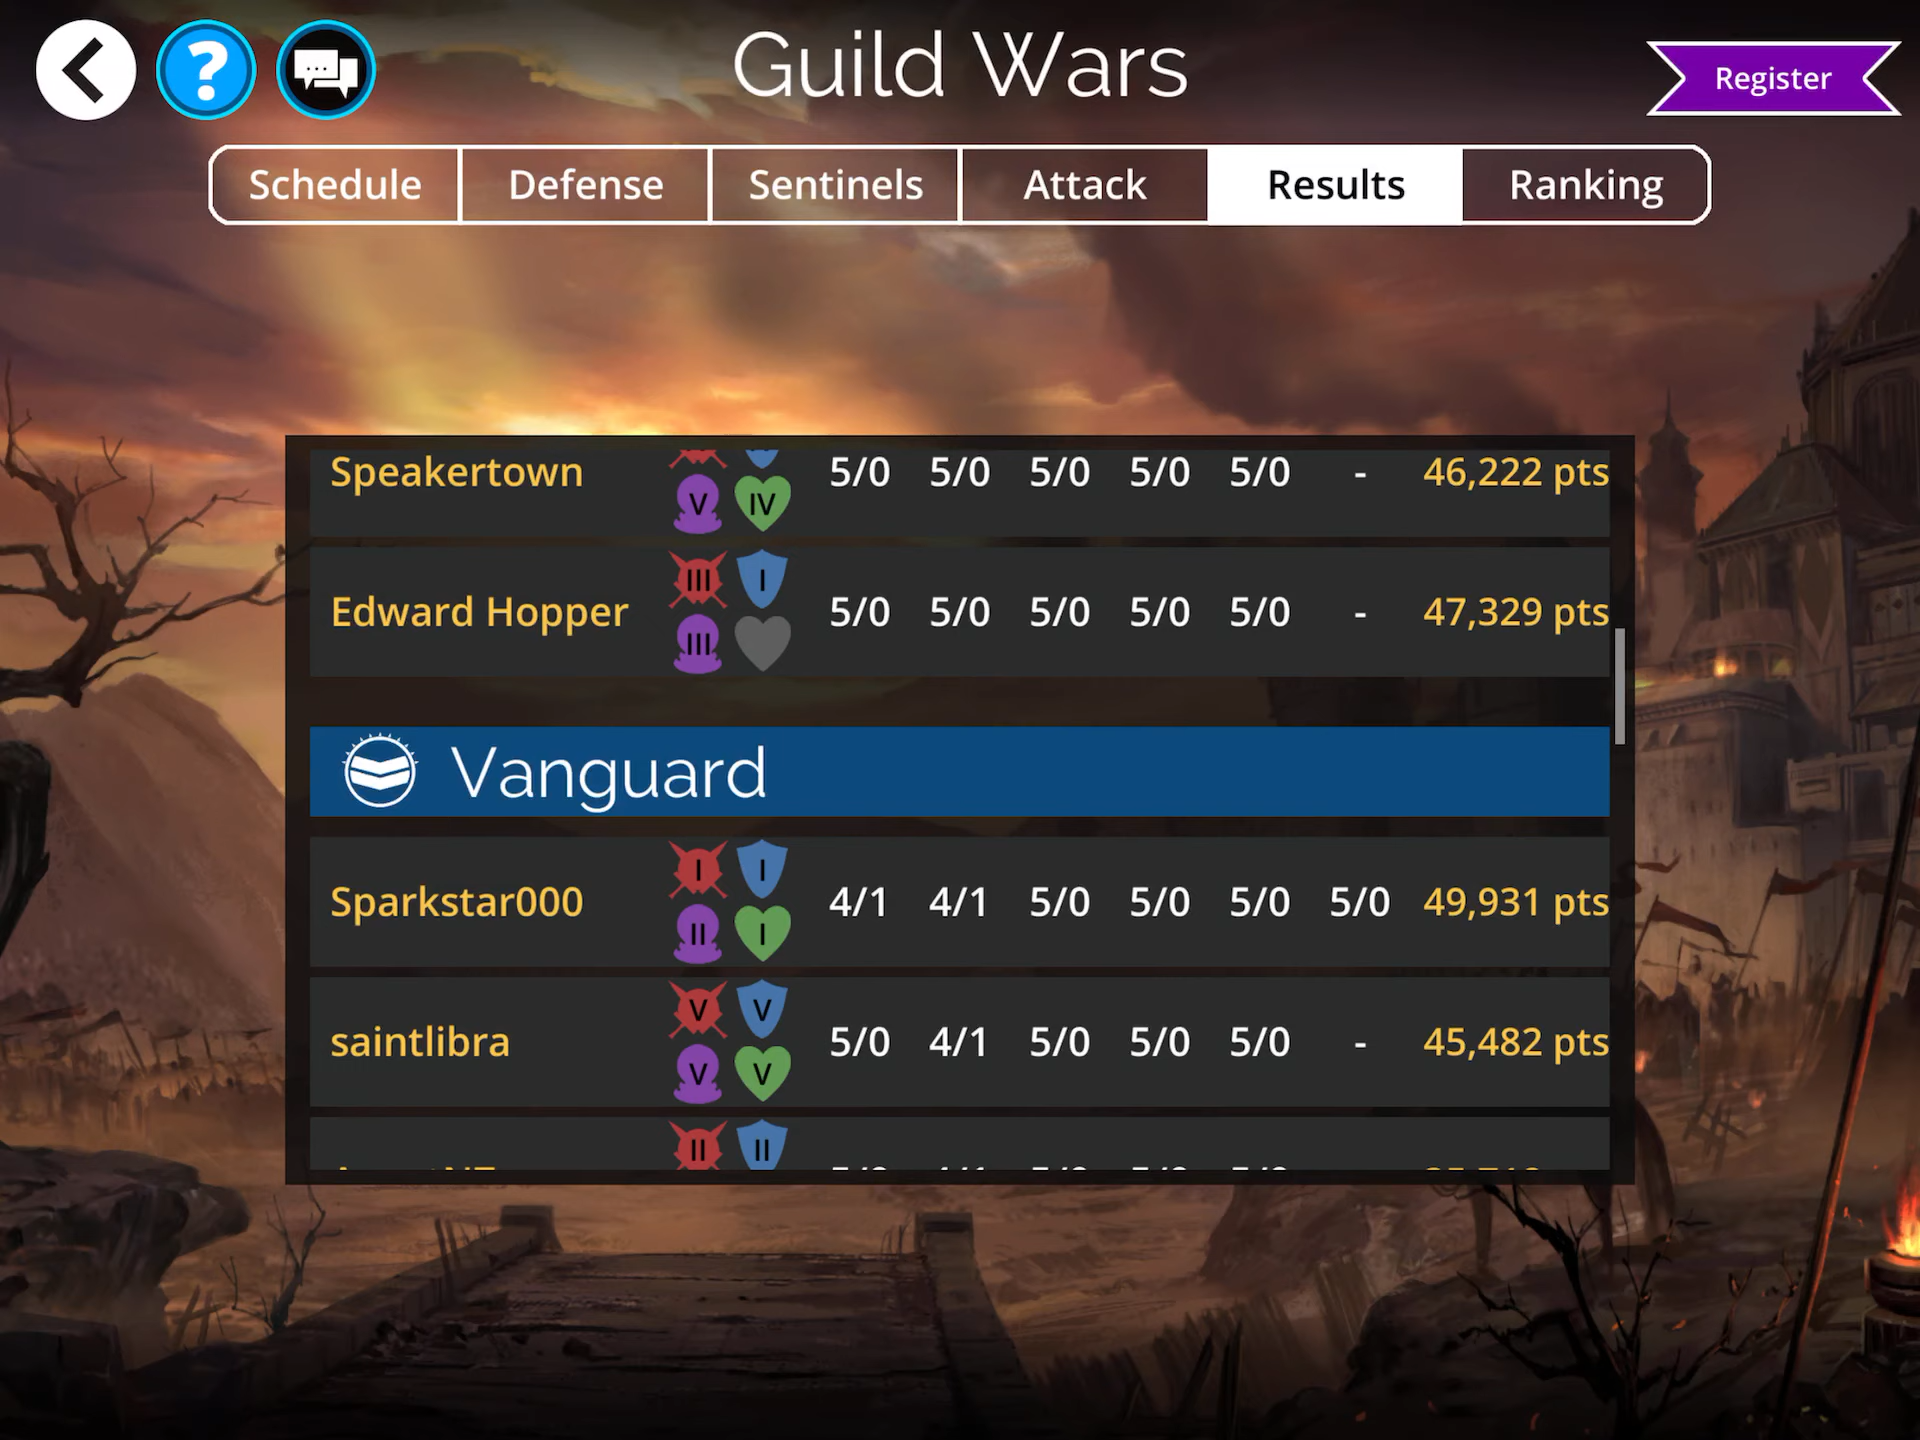 Guild Wars
Register
Schedule Defense Sentinels Attack Results Ranking
Speakertown V IV 5/0 5/0 5/0 5/0 5/0 - 46,222 pts
III I
Edward Hopper 5/0 5/0 5/0 5/0 5/0 - 47,329 pts
III
Vanguard
I I
Sparkstar000 4/1 4/1 5/0 5/0 5/0 5/0 49,931 pts
II I
V V
saintlibra 5/0 4/1 5/0 5/0 5/0 - 45,482 pts
V V
II II